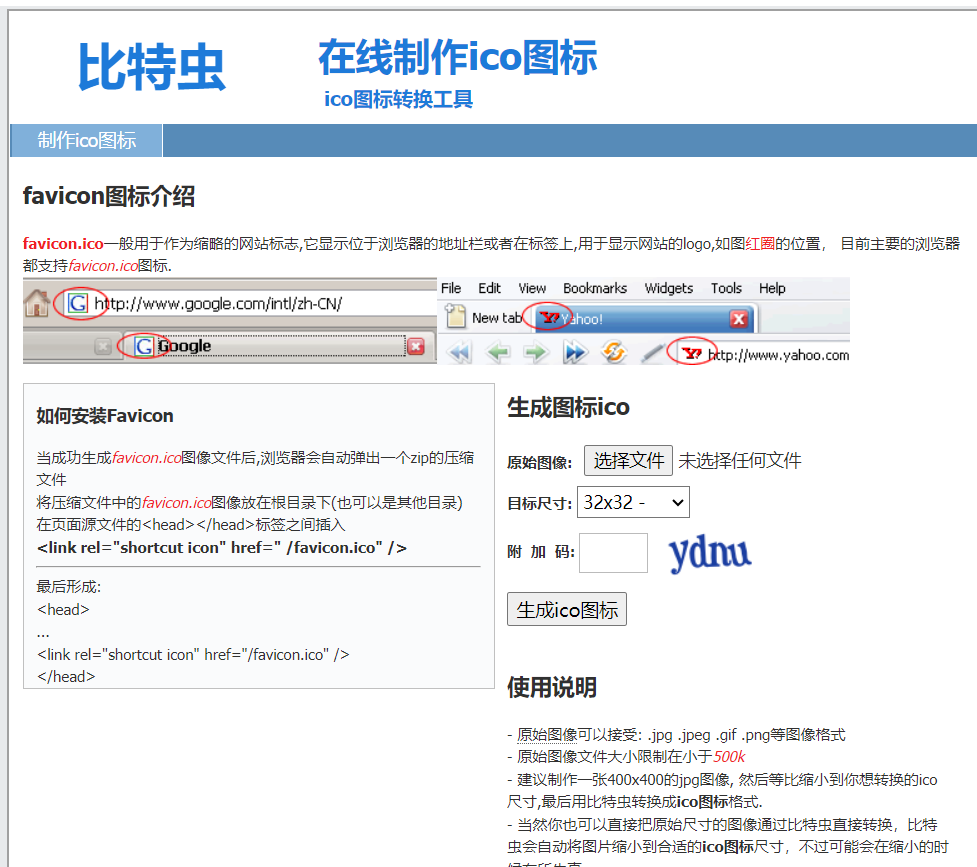 比特虫
在线制作ico图标
ico图标转换工具
制作ico图标
favicon图标介绍
favicon.ico一般用于作为缩略的网站标志,它显示位于浏览器的地址栏或者在标签上,用于显示网站的logo,如图红圈的位置， 目前主要的浏览器
都支持favicon.ico图标.
G http://www.google.com/intl/zh-CN/
G Google
File Edit View Bookmarks Widgets Tools Help
New tab Y? Yahoo!
Y? http://www.yahoo.com
如何安装Favicon
当成功生成favicon.ico图像文件后,浏览器会自动弹出一个zip的压缩
文件
将压缩文件中的favicon.ico图像放在根目录下(也可以是其他目录)
在页面源文件的<head></head>标签之间插入
<link rel="shortcut icon" href=" /favicon.ico" />
最后形成:
<head>
...
<link rel="shortcut icon" href="/favicon.ico" />
</head>
生成图标ico
原始图像: 选择文件 未选择任何文件
目标尺寸: 32x32 -
附 加 码: ydnu
生成ico图标
使用说明
- 原始图像可以接受: .jpg .jpeg .gif .png等图像格式
- 原始图像文件大小限制在小于500k
- 建议制作一张400x400的jpg图像, 然后等比缩小到你想转换的ico
尺寸,最后用比特虫转换成ico图标格式.
- 当然你也可以直接把原始尺寸的图像通过比特虫直接转换，比特
虫会自动将图片缩小到合适的ico图标尺寸，不过可能会在缩小的时